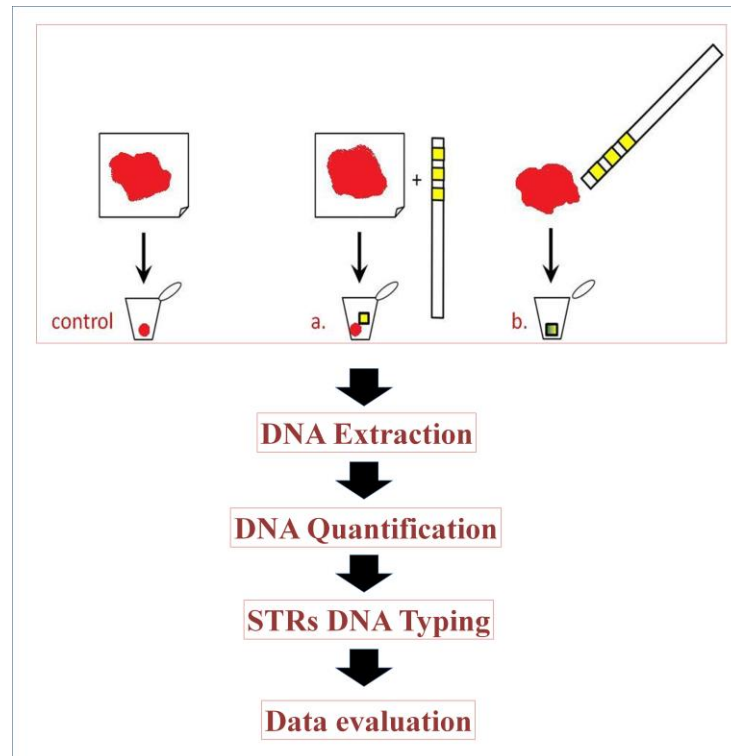 +
control
a.
b.
DNA Extraction
DNA Quantification
STRs DNA Typing
Data evaluation